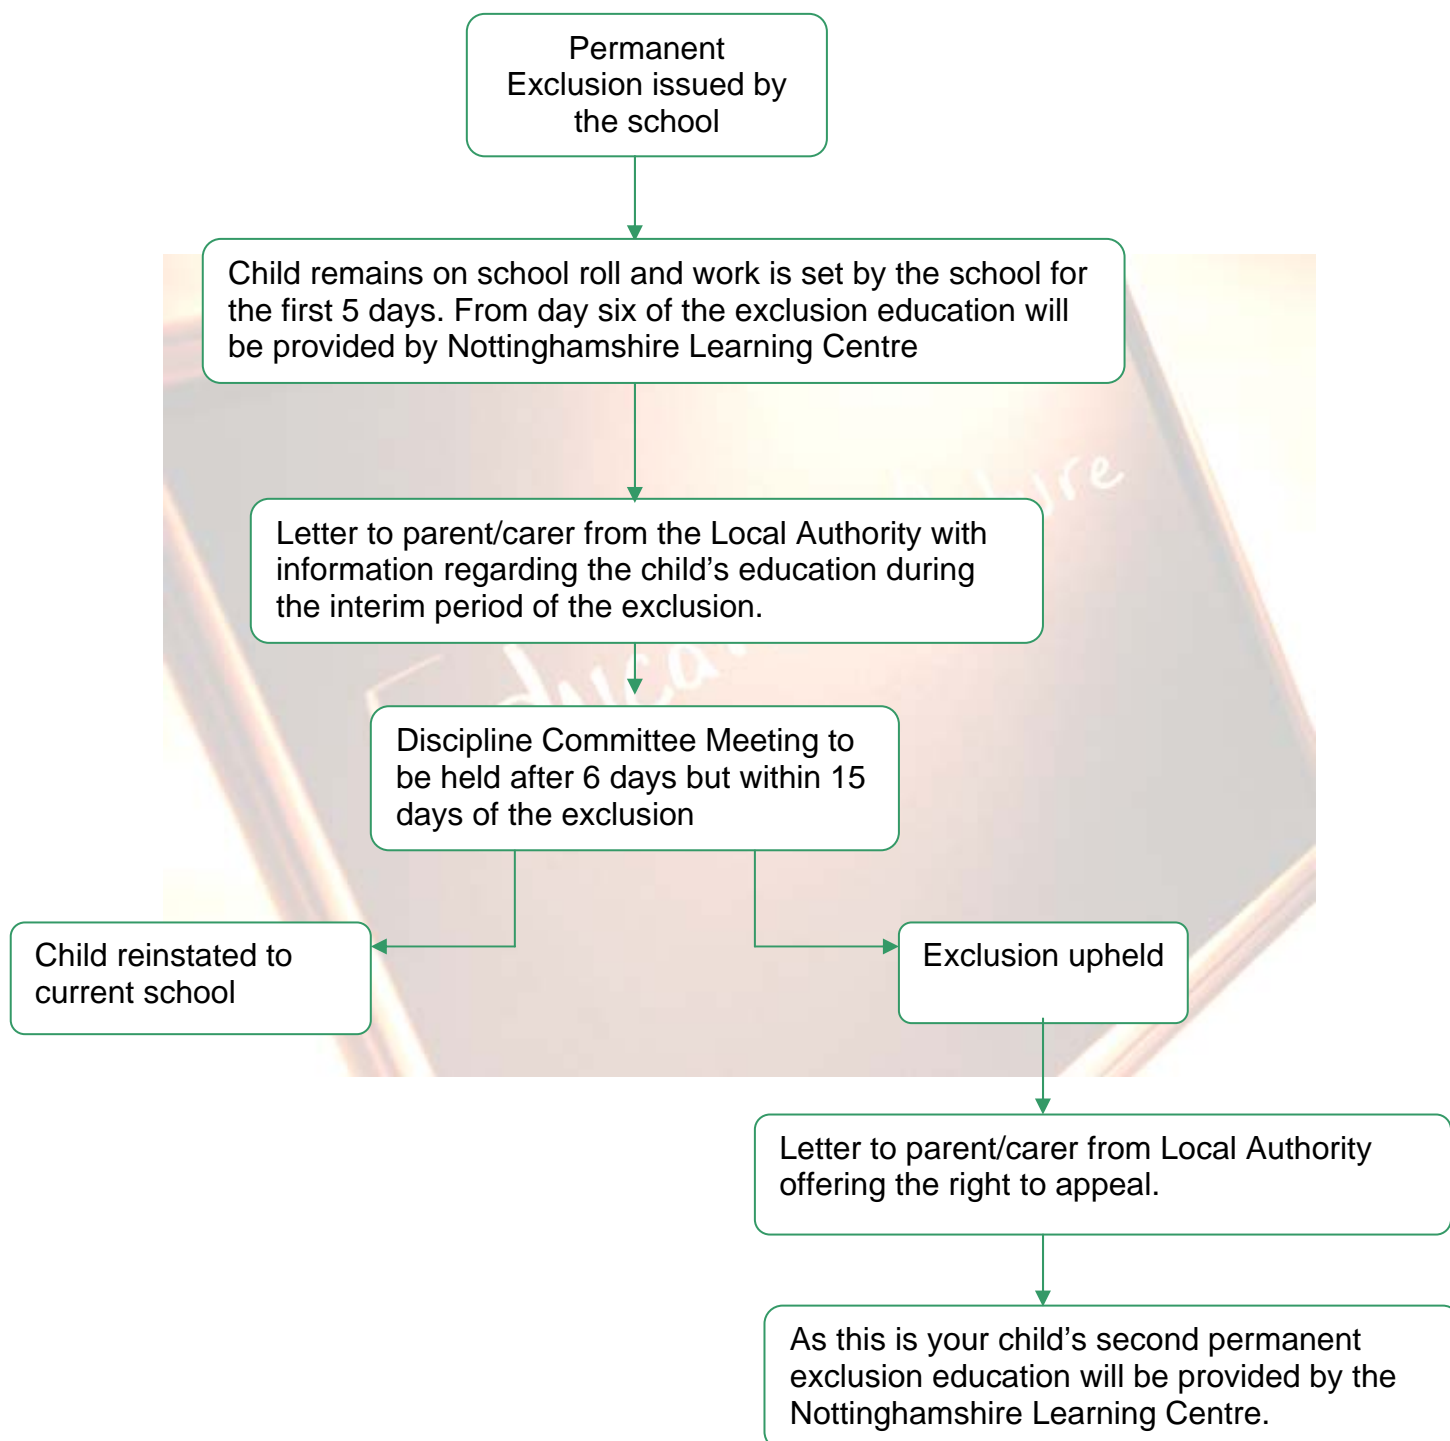 Permanent
Exclusion issued by
the school
Child remains on school roll and work is set by the school for
the first 5 days. From day six of the exclusion education will
be provided by Nottinghamshire Learning Centre
Letter to parent/carer from the Local Authority with
information regarding the child’s education during
the interim period of the exclusion.
Discipline Committee Meeting to
be held after 6 days but within 15
days of the exclusion
Child reinstated to
current school
Exclusion upheld
Letter to parent/carer from Local Authority
offering the right to appeal.
As this is your child’s second permanent
exclusion education will be provided by the
Nottinghamshire Learning Centre.